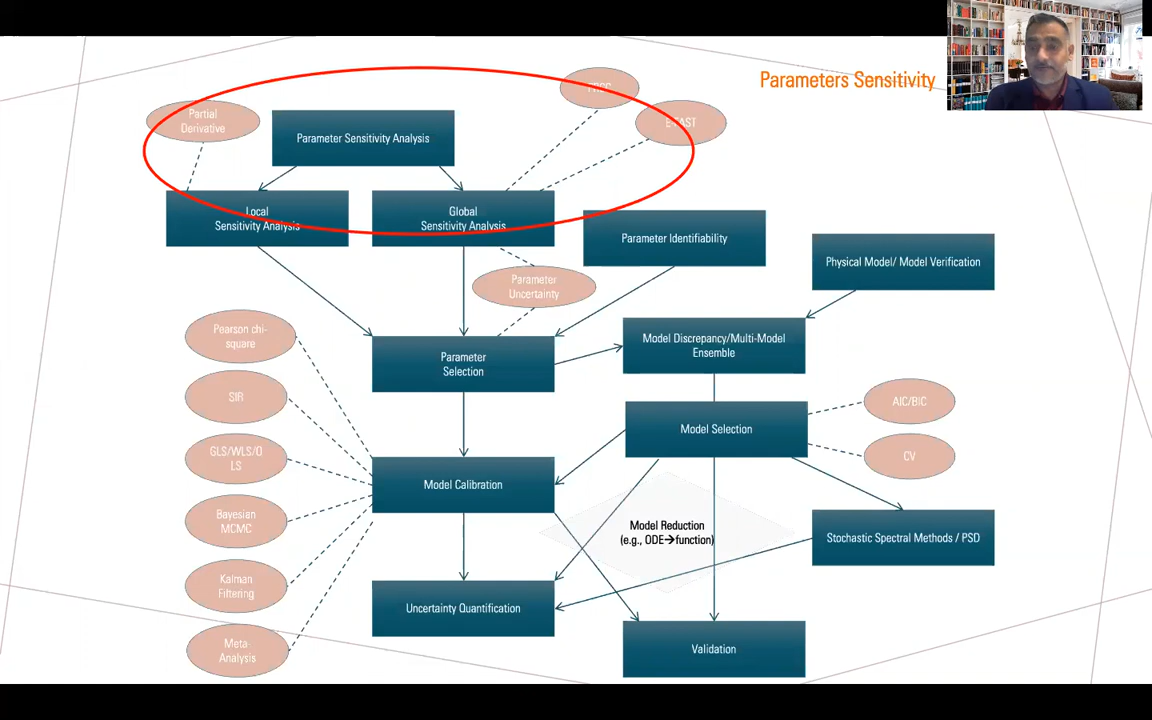 Parameters Sensitivity
Partial
Derivative
Parameter Sensitivity Analysis
E-FAST
Local
Sensitivity Analysis
Global
Sensitivity Analysis
Parameter Identifiability
Physical Model/ Model Verification
Parameter
Uncertainty
Pearson chi-
square
Parameter
Selection
Model Discrepancy/Multi-Model
Ensemble
SIR
AIC/BIC
Model Selection
GLS/WLS/O
LS
CV
Model Calibration
Bayesian
MCMC
Model Reduction
(e.g., ODE→function)
Stochastic Spectral Methods / PSD
Kalman
Filtering
Uncertainty Quantification
Meta-
Analysis
Validation